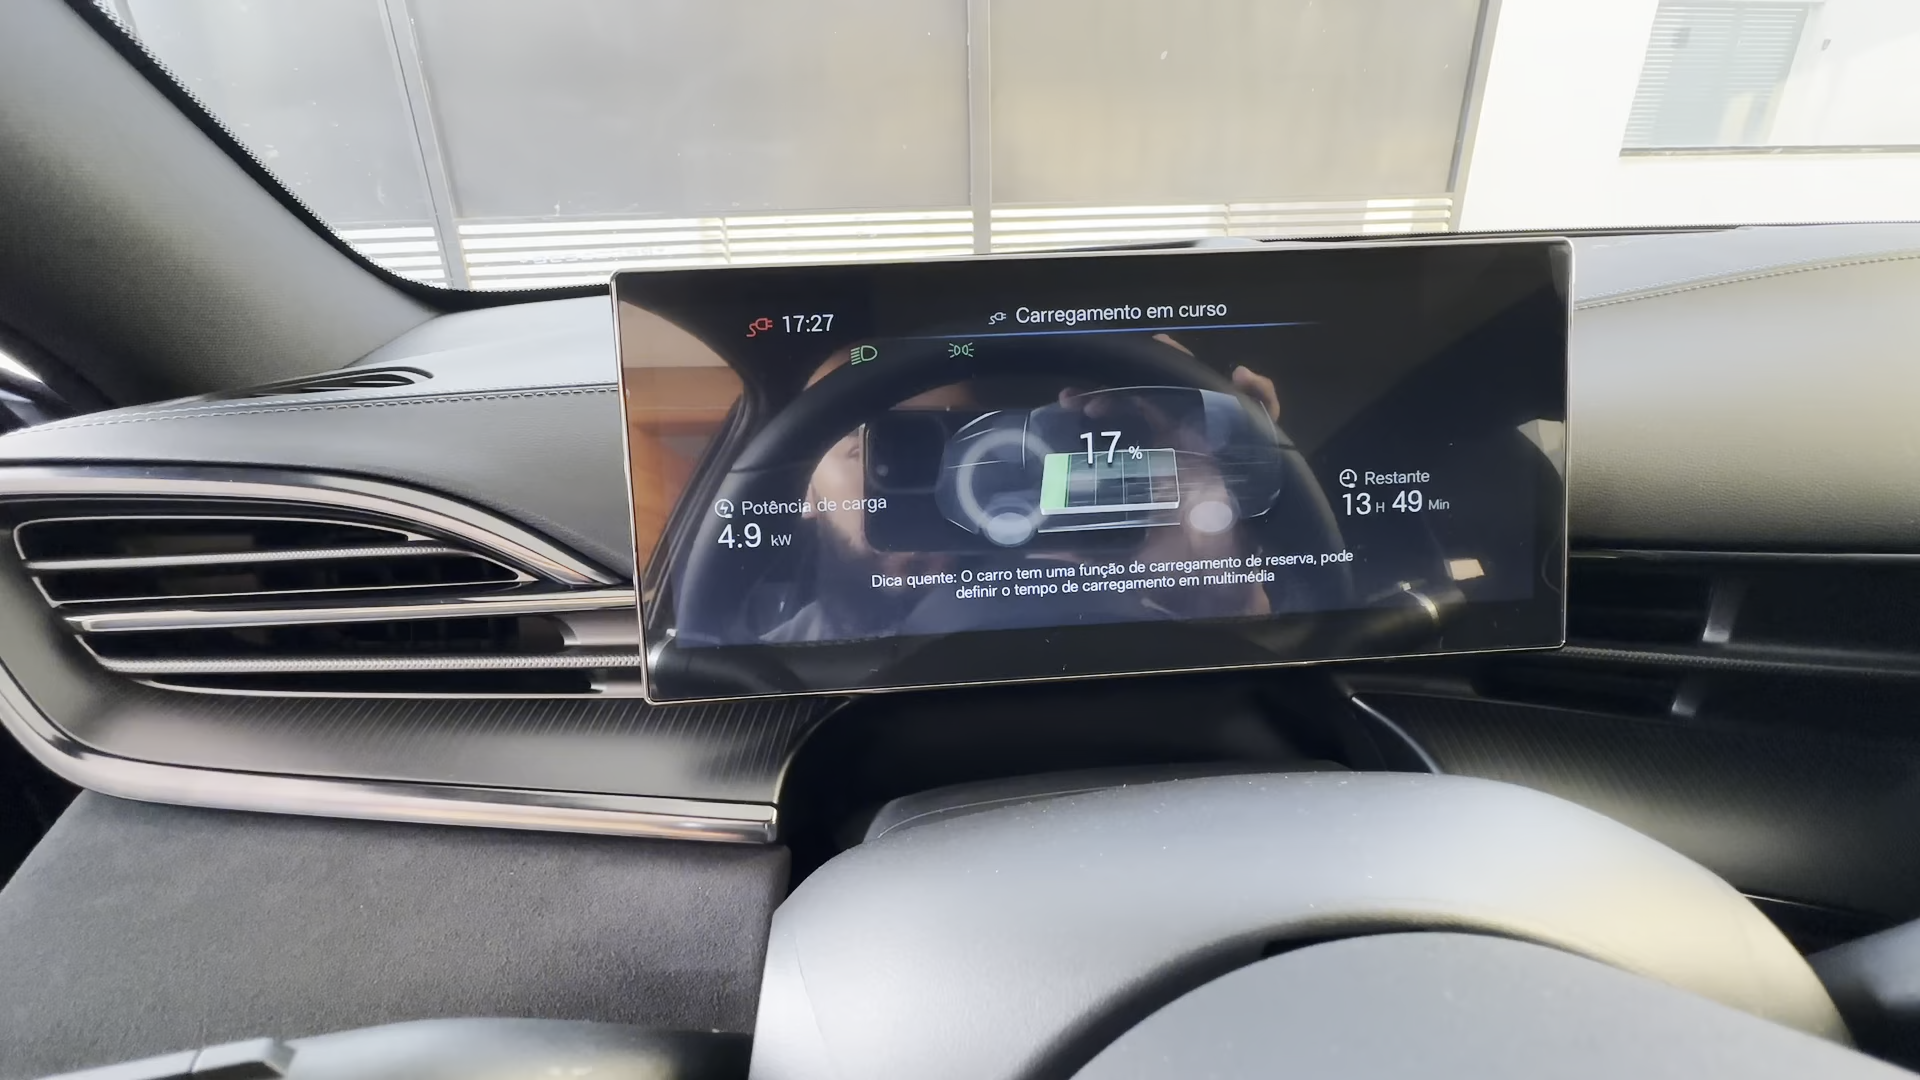 17:27
Carregamento em curso
17 %
Potência de carga
4.9 kW
Restante
13 H 49 Min
Dica quente: O carro tem uma função de carregamento de reserva, pode
definir o tempo de carregamento em multimédia